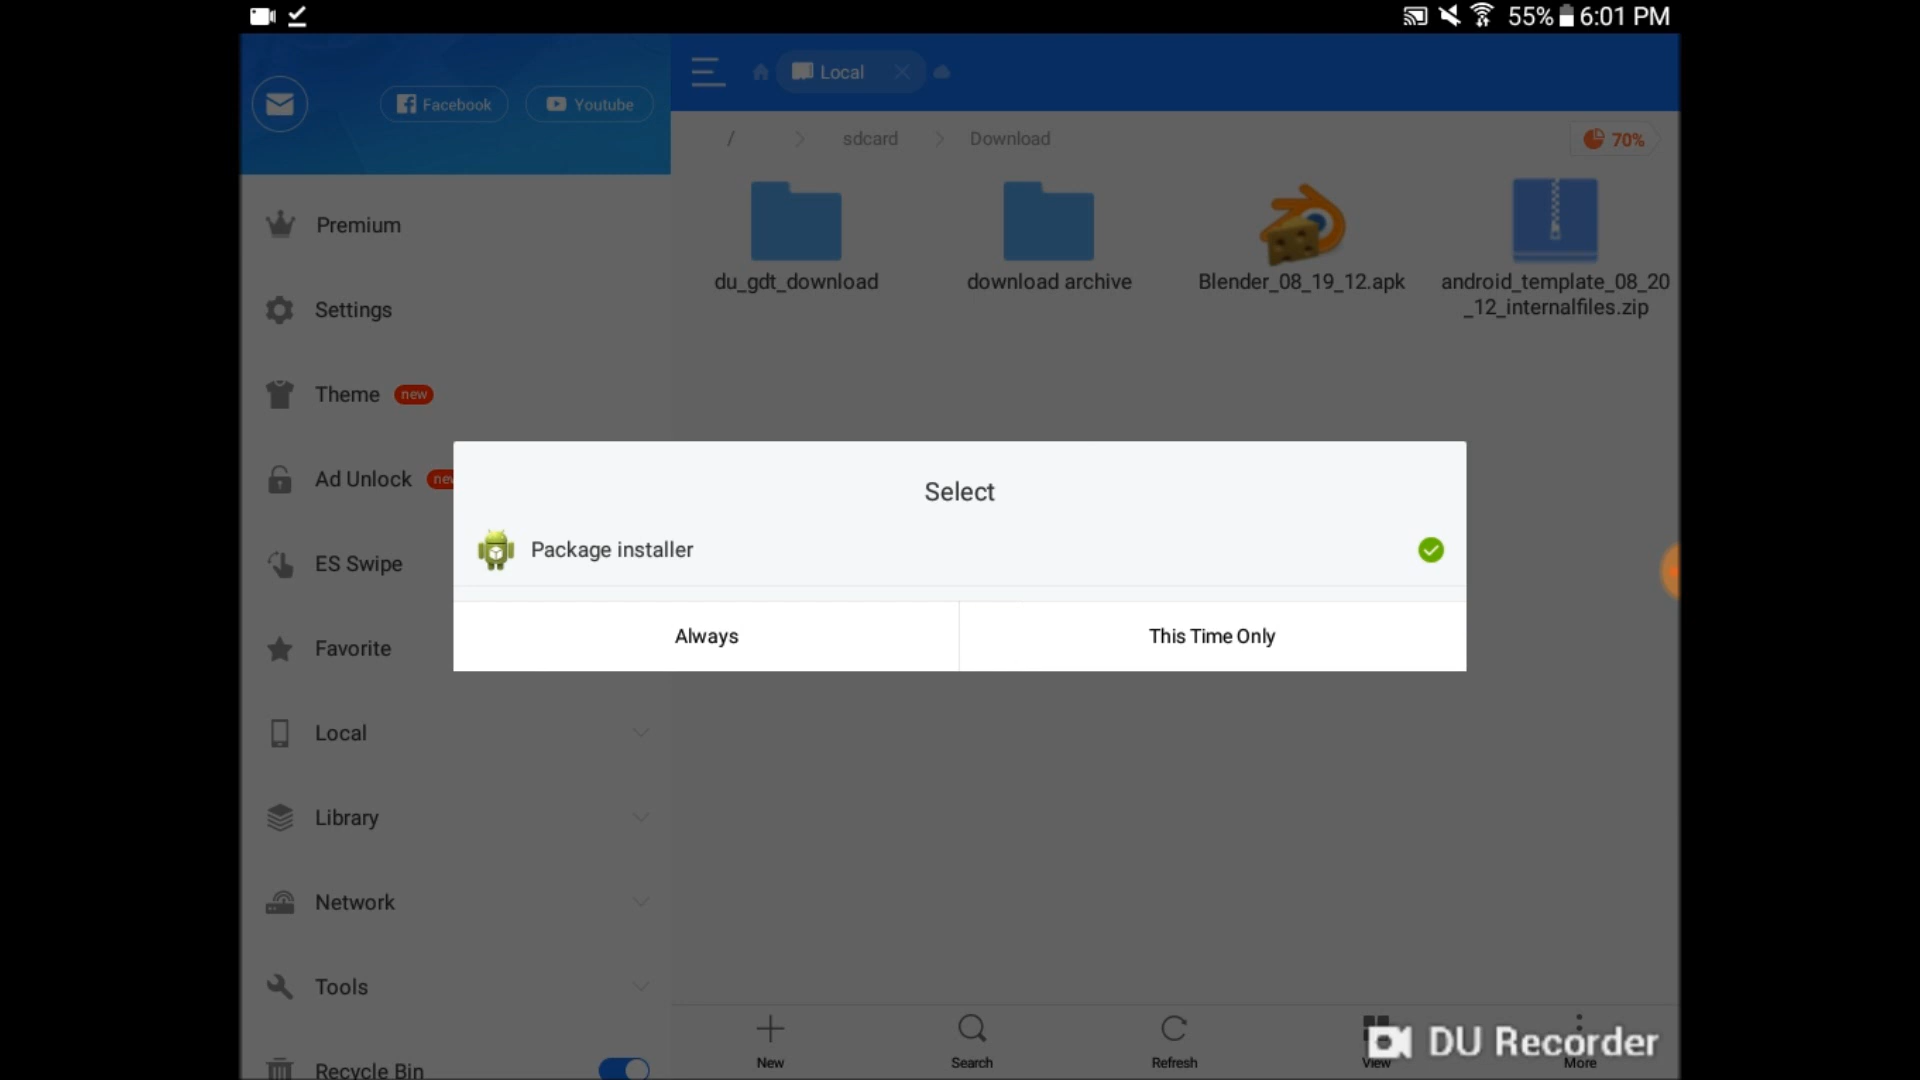 55% 6:01 PM
Facebook
Youtube
Local
/ sdcard Download
70%
Premium
Settings
Theme new
Ad Unlock new
ES Swipe
Favorite
Local
Library
Network
Tools
Recycle Bin
du_gdt_download
download archive
Blender_08_19_12.apk
android_template_08_20
_12_internalfiles.zip
Select
Package installer
Always
This Time Only
New
Search
Refresh
View
More
DU Recorder